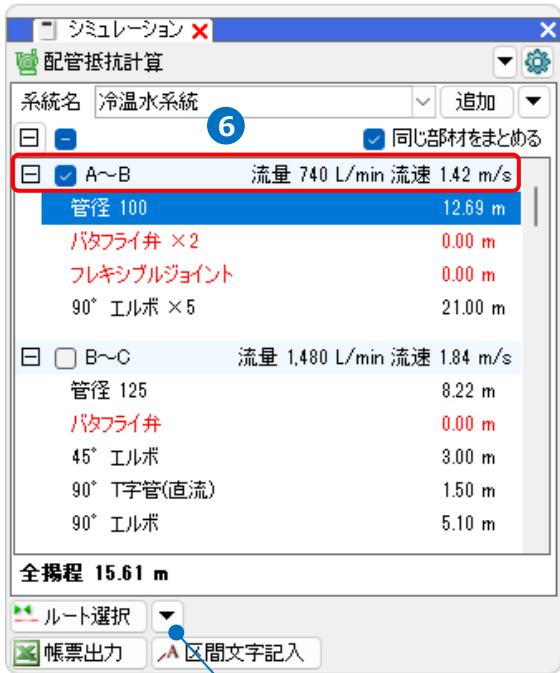 シミュレーション
配管抵抗計算
系統名 冷温水系統 追加
6
同じ部材をまとめる
A～B 流量 740 L/min 流速 1.42 m/s
管径 100 12.69 m
バタフライ弁 ×2 0.00 m
フレキシブルジョイント 0.00 m
90° エルボ ×5 21.00 m
B～C 流量 1,480 L/min 流速 1.84 m/s
管径 125 8.22 m
バタフライ弁 0.00 m
45° エルボ 3.00 m
90° T字管(直流) 1.50 m
90° エルボ 5.10 m
全揚程 15.61 m
ルート選択
帳票出力 区間文字記入